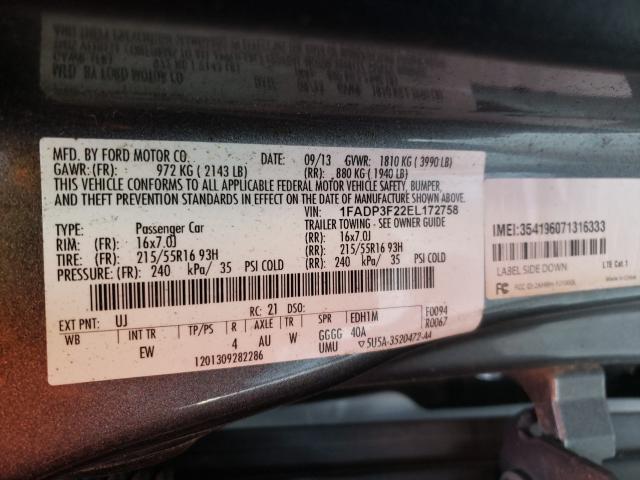 MFD. BY FORD MOTOR CO.
DATE: 09/13 GVWR: 1810 KG ( 3990 LB)
GAWR: (FR): 972 KG ( 2143 LB) (RR): 880 KG ( 1940 LB)
THIS VEHICLE CONFORMS TO ALL APPLICABLE FEDERAL MOTOR VEHICLE SAFETY, BUMPER,
AND THEFT PREVENTION STANDARDS IN EFFECT ON THE DATE OF MANUFACTURE SHOWN ABOVE.
VIN: 1FADP3F22EL172758
TYPE: Passenger Car TRAILER TOWING - SEE OWNER GUIDE
RIM: (FR): 16x7.0J (RR): 16x7.0J
TIRE: (FR): 215/55R16 93H (RR): 215/55R16 93H
PRESSURE: (FR): 240 kPa/ 35 PSI COLD (RR): 240 kPa/ 35 PSI COLD
RC: 21 DSO:
EXT PNT: UJ
WB INT TR TP/PS R AXLE TR SPR EDH1M F0094
EW 4 AU W GGGG 40A R0067
UMU
1201309282286
IMEI:354196071316333
LABEL SIDE DOWN
LTE Cat. 1
FC